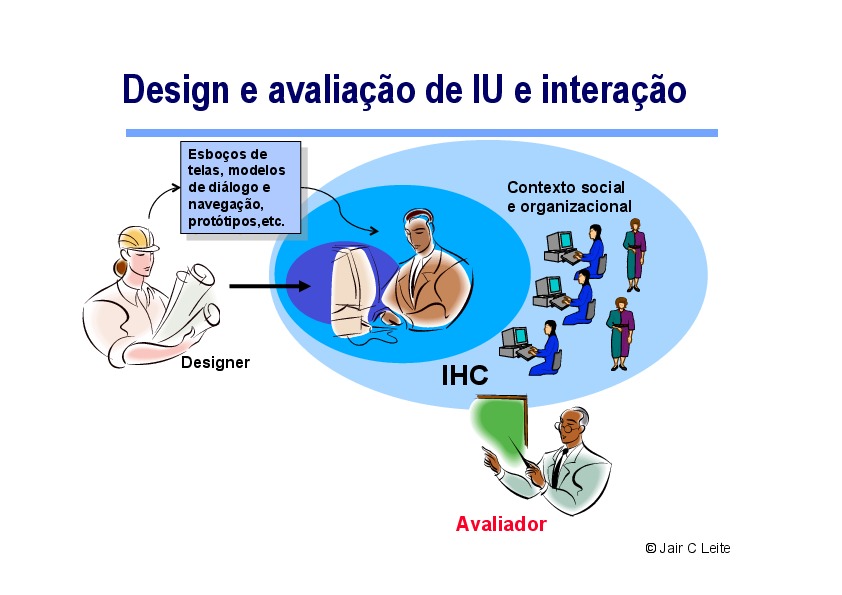 Design e avaliação de IU e interação
Esboços de
telas, modelos
de diálogo e
navegação,
protótipos,etc.
Contexto social
e organizacional
Designer
IHC
Avaliador
© Jair C Leite